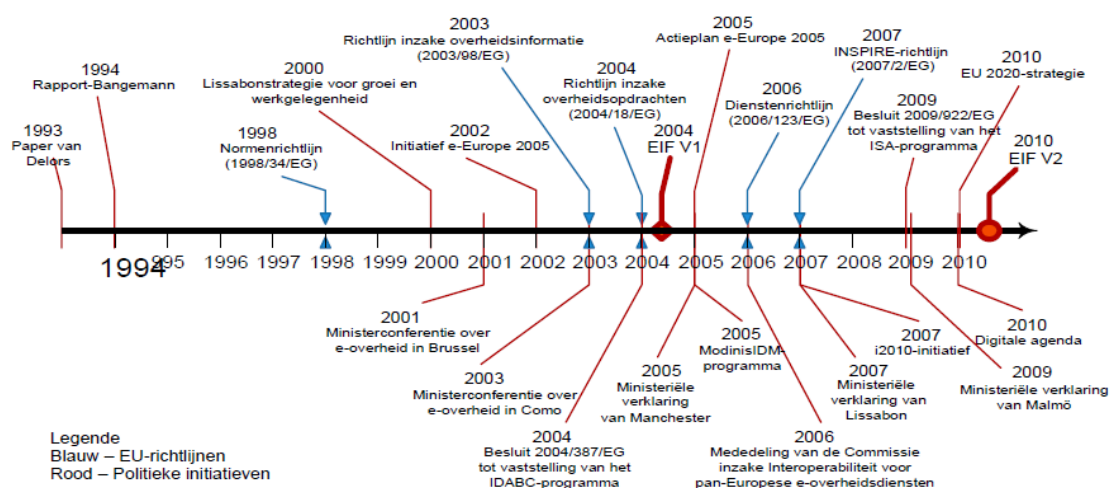 1993
Paper van
Delors
1994
Rapport-Bangemann
1998
Normenrichtlijn
(1998/34/EG)
2000
Lissabonstrategie voor groei en
werkgelegenheid
2002
Initiatief e-Europe 2005
2003
Richtlijn inzake overheidsinformatie
(2003/98/EG)
2004
Richtlijn inzake
overheidsopdrachten
(2004/18/EG)
2004
EIF V1
2005
Actieplan e-Europe 2005
2006
Dienstenrichtlijn
(2006/123/EG)
2007
INSPIRE-richtlijn
(2007/2/EG)
2009
Besluit 2009/922/EG
tot vaststelling van het
ISA-programma
2010
EU 2020-strategie
2010
EIF V2
1994 1995 1996 1997 1998 1999 2000 2001 2002 2003 2004 2005 2006 2007 2008 2009 2010
2001
Ministerconferentie over
e-overheid in Brussel
2003
Ministerconferentie over
e-overheid in Como
2004
Besluit 2004/387/EG
tot vaststelling van het
IDABC-programma
2005
Ministeriële
verklaring
van Manchester
2005
ModinisIDM-
programma
2006
Mededeling van de Commissie
inzake Interoperabiliteit voor
pan-Europese e-overheidsdiensten
2007
Ministeriële
verklaring van
Lissabon
2007
i2010-initiatief
2009
Ministeriële verklaring
van Malmö
2010
Digitale agenda
Legende
Blauw – EU-richtlijnen
Rood – Politieke initiatieven